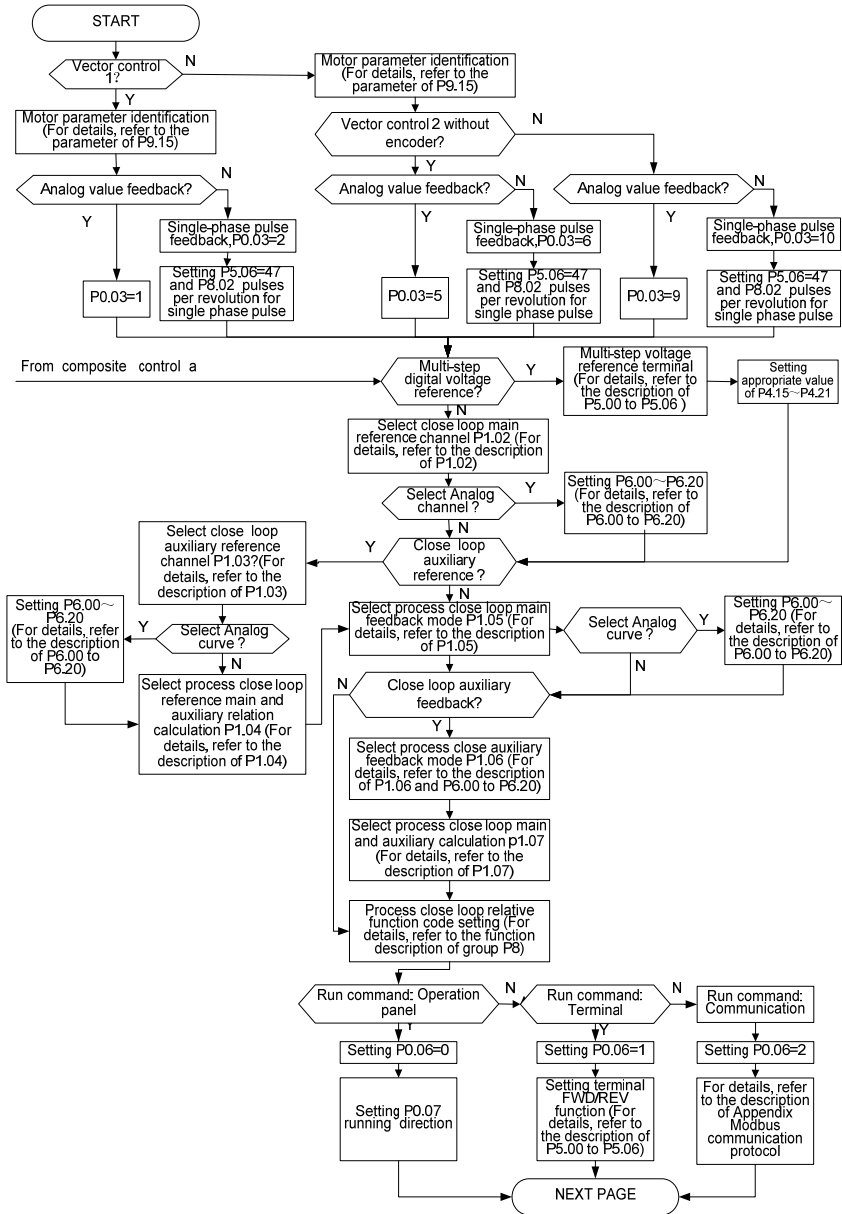 START
Vector control
1?
N
Y
Motor parameter identification
(For details, refer to the
parameter of P9.15)
Motor parameter identification
(For details, refer to the
parameter of P9.15)
Vector control 2 without
encoder?
N
Y
Analog value feedback?
N
Y
Single-phase pulse
feedback,P0.03=2
Setting P5.06=47
and P8.02 pulses
per revolution for
single phase pulse
P0.03=1
Analog value feedback?
N
Y
Single-phase pulse
feedback,P0.03=6
Setting P5.06=47
and P8.02 pulses
per revolution for
single phase pulse
P0.03=5
Analog value feedback?
N
Y
Single-phase pulse
feedback, P0.03=10
Setting P5.06=47
and P8.02 pulses
per revolution for
single phase pulse
P0.03=9
From composite control a
Multi-step
digital voltage
reference?
Y
N
Multi-step voltage
reference terminal
(For details, refer to
the description of
P5.00 to P5.06 )
Setting
appropriate value
of P4.15～P4.21
Select close loop main
reference channel P1.02 (For
details, refer to the description
of P1.02)
Select Analog
channel ?
Y
N
Setting P6.00～P6.20
(For details, refer to
the description of
P6.00 to P6.20)
Close loop
auxiliary
reference ?
Y
N
Select close loop
auxiliary reference
channel P1.03?(For
details, refer to the
description of P1.03)
Select Analog
curve ?
Y
N
Setting P6.00～
P6.20
(For details, refer
to the description
of P6.00 to
P6.20)
Select process close loop
reference main and
auxiliary relation
calculation P1.04 (For
details, refer to the
description of P1.04)
Select process close loop main
feedback mode P1.05 (For
details, refer to the description
of P1.05)
Select Analog
curve ?
Y
N
Setting P6.00～
P6.20 (For
details, refer to
the description of
P6.00 to P6.20)
Close loop auxiliary
feedback?
N
Y
Select process close auxiliary
feedback mode P1.06 (For
details, refer to the description
of P1.06 and P6.00 to P6.20)
Select process close loop main
and auxiliary calculation p1.07
(For details, refer to the
description of P1.07)
Process close loop relative
function code setting (For
details, refer to the function
description of group P8)
Run command: Operation
panel
N
Y
Run command:
Terminal
N
Y
Run command:
Communication
Setting P0.06=0
Setting P0.06=1
Setting P0.06=2
Setting P0.07
running direction
Setting terminal
FWD/REV
function (For
details, refer to
the description of
P5.00 to P5.06)
For details, refer
to the description
of Appendix
Modbus
communication
protocol
NEXT PAGE